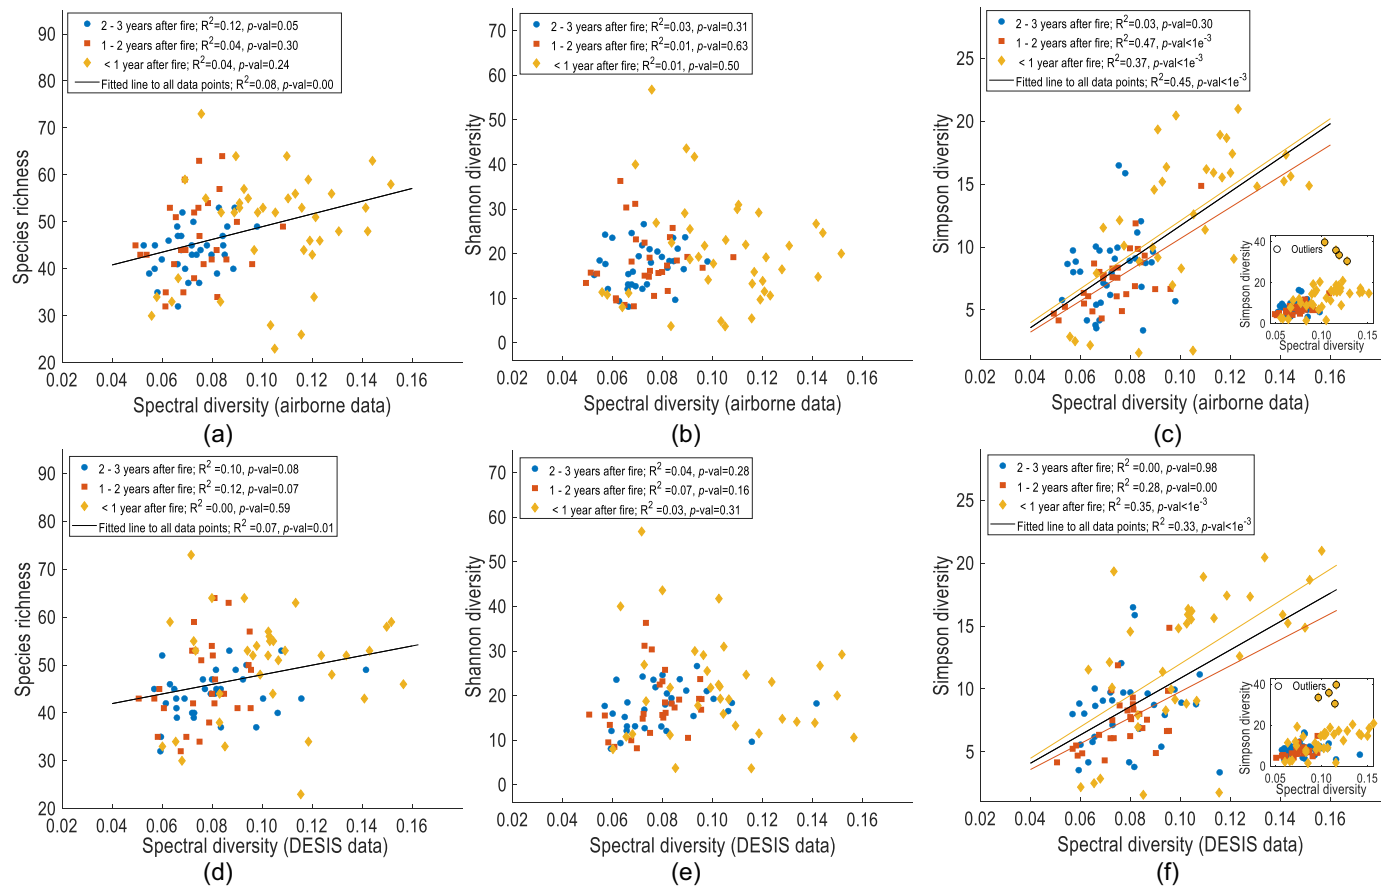 2 - 3 years after fire; R2=0.12, p-val=0.05
1 - 2 years after fire; R2=0.04, p-val=0.30
< 1 year after fire; R2=0.04, p-val=0.24
Fitted line to all data points; R2=0.08, p-val=0.00
90
80
70
60
50
40
30
20
Species richness
0.02 0.04 0.06 0.08 0.10 0.12 0.14 0.16
Spectral diversity (airborne data)
(a)
2 - 3 years after fire; R2=0.03, p-val=0.31
1 - 2 years after fire; R2=0.01, p-val=0.63
< 1 year after fire; R2=0.01, p-val=0.50
70
60
50
40
30
20
10
0
Shannon diversity
0.02 0.04 0.06 0.08 0.10 0.12 0.14 0.16
Spectral diversity (airborne data)
(b)
2 - 3 years after fire; R2=0.03, p-val=0.30
1 - 2 years after fire; R2=0.47, p-val<1e-3
< 1 year after fire; R2=0.37, p-val<1e-3
Fitted line to all data points; R2=0.45, p-val<1e-3
25
20
15
10
5
Simpson diversity
40
20
0
Simpson diversity
Outliers
0.05 0.10 0.15
Spectral diversity
0.02 0.04 0.06 0.08 0.10 0.12 0.14 0.16
Spectral diversity (airborne data)
(c)
2 - 3 years after fire; R2 =0.10, p-val=0.08
1 - 2 years after fire; R2 =0.12, p-val=0.07
< 1 year after fire; R2 =0.00, p-val=0.59
Fitted line to all data points; R2 =0.07, p-val=0.01
90
80
70
60
50
40
30
20
Species richness
0.02 0.04 0.06 0.08 0.10 0.12 0.14 0.16
Spectral diversity (DESIS data)
(d)
2 - 3 years after fire; R2 =0.04, p-val=0.28
1 - 2 years after fire; R2 =0.07, p-val=0.16
< 1 year after fire; R2 =0.03, p-val=0.31
70
60
50
40
30
20
10
0
Shannon diversity
0.02 0.04 0.06 0.08 0.10 0.12 0.14 0.16
Spectral diversity (DESIS data)
(e)
2 - 3 years after fire; R2 =0.00, p-val=0.98
1 - 2 years after fire; R2 =0.28, p-val=0.00
< 1 year after fire; R2 =0.35, p-val<1e-3
Fitted line to all data points; R2 =0.33, p-val<1e-3
25
20
15
10
5
Simpson diversity
40
20
0
Simpson diversity
Outliers
0.05 0.10 0.15
Spectral diversity
0.02 0.04 0.06 0.08 0.10 0.12 0.14 0.16
Spectral diversity (DESIS data)
(f)